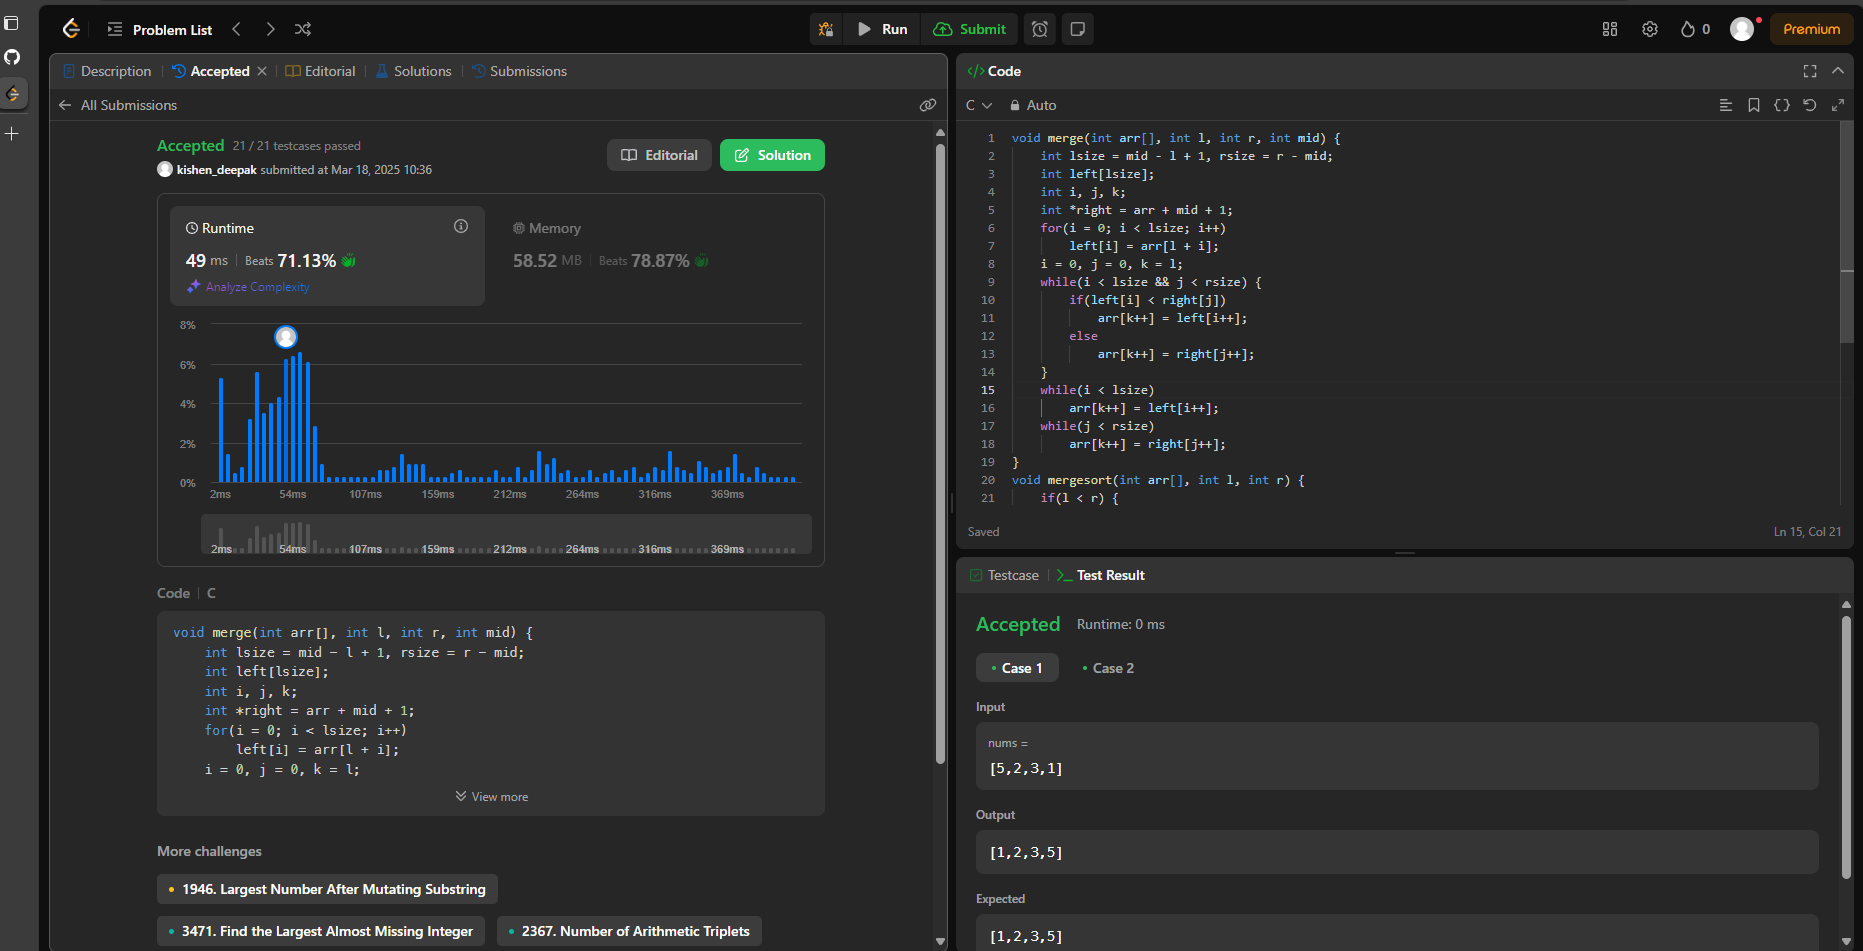 Problem List
Run
Submit
0
Premium
Description
Accepted
Editorial
Solutions
Submissions
All Submissions
Accepted 21 / 21 testcases passed
kishen_deepak submitted at Mar 18, 2025 10:36
Editorial
Solution
Runtime
49 ms Beats 71.13%
Analyze Complexity
Memory
58.52 MB Beats 78.87%
8%
6%
4%
2%
0%
2ms 54ms 107ms 159ms 212ms 264ms 316ms 369ms
2ms 54ms 107ms 159ms 212ms 264ms 316ms 369ms
Code C
void merge(int arr[], int l, int r, int mid) {
    int lsize = mid - l + 1, rsize = r - mid;
    int left[lsize];
    int i, j, k;
    int *right = arr + mid + 1;
    for(i = 0; i < lsize; i++)
        left[i] = arr[l + i];
    i = 0, j = 0, k = l;
View more
More challenges
1946. Largest Number After Mutating Substring
3471. Find the Largest Almost Missing Integer
2367. Number of Arithmetic Triplets
</> Code
C Auto
1 void merge(int arr[], int l, int r, int mid) {
2     int lsize = mid - l + 1, rsize = r - mid;
3     int left[lsize];
4     int i, j, k;
5     int *right = arr + mid + 1;
6     for(i = 0; i < lsize; i++)
7         left[i] = arr[l + i];
8     i = 0, j = 0, k = l;
9     while(i < lsize && j < rsize) {
10         if(left[i] < right[j])
11             arr[k++] = left[i++];
12         else
13             arr[k++] = right[j++];
14     }
15     while(i < lsize)
16         arr[k++] = left[i++];
17     while(j < rsize)
18         arr[k++] = right[j++];
19 }
20 void mergesort(int arr[], int l, int r) {
21     if(l < r) {
Saved
Ln 15, Col 21
Testcase
Test Result
Accepted Runtime: 0 ms
Case 1
Case 2
Input
nums =
[5,2,3,1]
Output
[1,2,3,5]
Expected
[1,2,3,5]